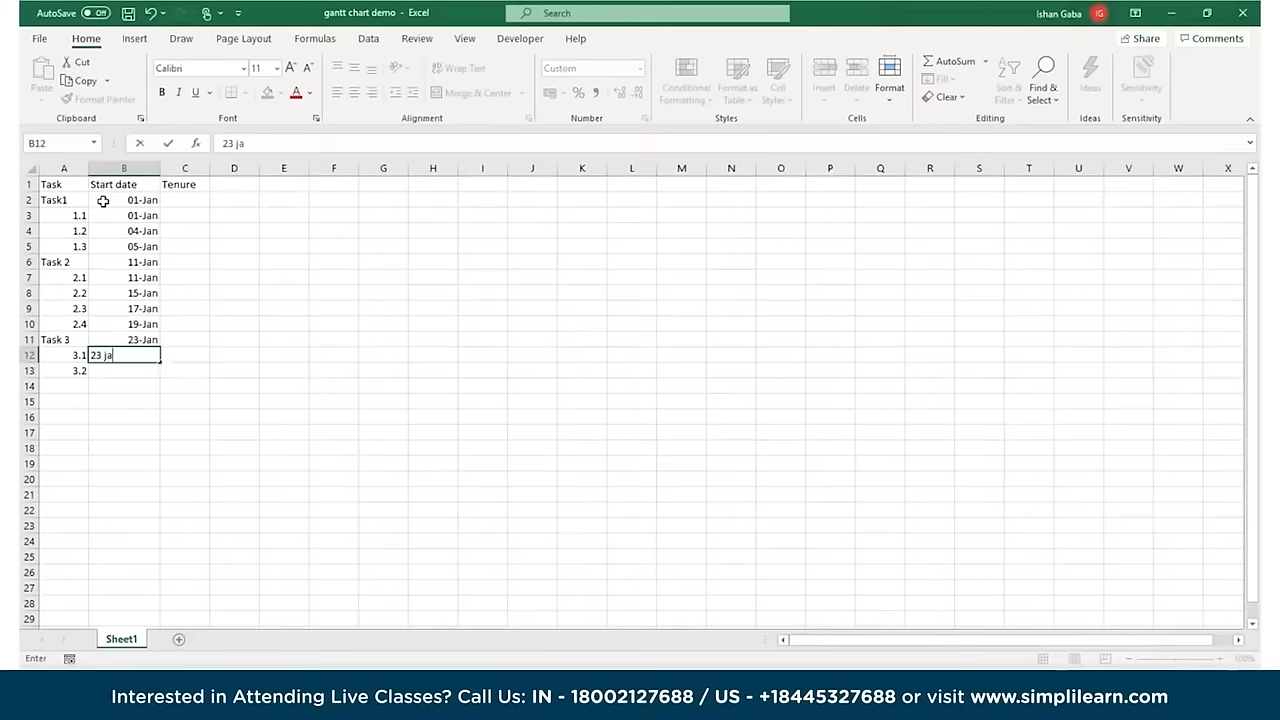 AutoSave Off
gantt chart demo - Excel
Search
Ishan Gaba IG
File Home Insert Draw Page Layout Formulas Data Review View Developer Help Share Comments
Paste
Cut
Copy
Format Painter
Clipboard
Calibri 11
B I U A
Font
Wrap Text
Merge & Center
Alignment
Custom
Number
Conditional Formatting
Format as Table
Cell Styles
Styles
Insert Delete Format
Cells
AutoSum
Fill
Clear
Sort & Filter
Find & Select
Editing
Ideas
Ideas
Sensitivity
Sensitivity
B12 fx 23 ja
A B C D E F G H I J K L M N O P Q R S T U V W X
1 Task Start date Tenure
2 Task1 01-Jan
3 1.1 01-Jan
4 1.2 04-Jan
5 1.3 05-Jan
6 Task 2 11-Jan
7 2.1 11-Jan
8 2.2 15-Jan
9 2.3 17-Jan
10 2.4 19-Jan
11 Task 3 23-Jan
12 3.1 23 ja
13 3.2
14
15
16
17
18
19
20
21
22
23
24
25
26
27
28
29
Sheet1
Enter
100%
Interested in Attending Live Classes? Call Us: IN - 18002127688 / US - +18445327688 or visit www.simplilearn.com